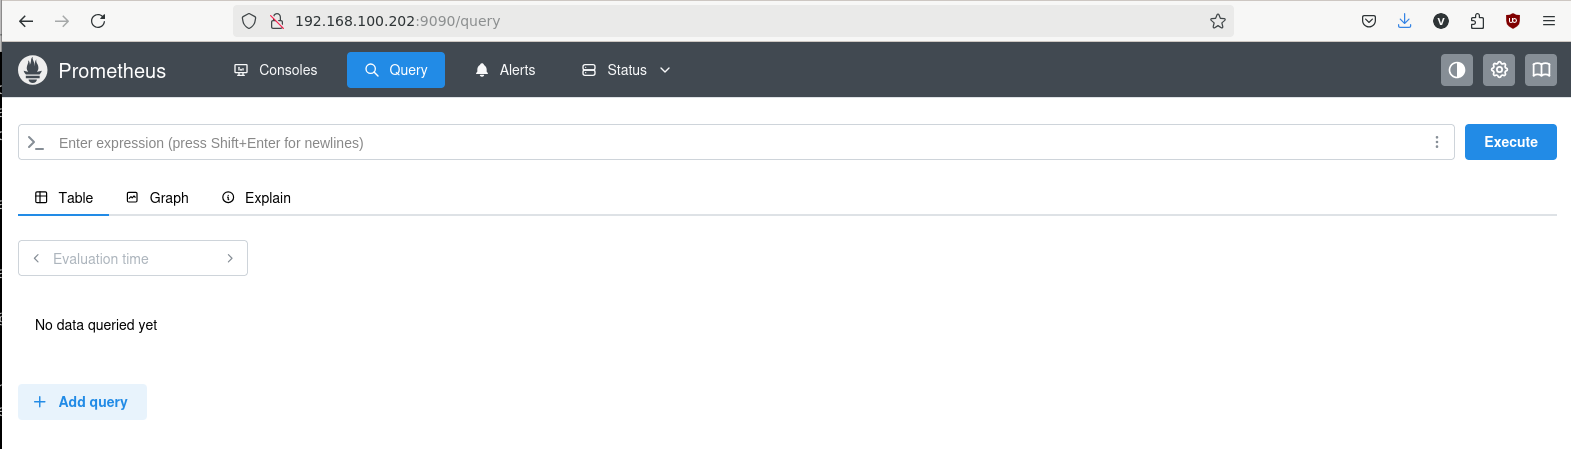 192.168.100.202:9090/query
Prometheus Consoles Query Alerts Status
Enter expression (press Shift+Enter for newlines) Execute
Table Graph Explain
Evaluation time
No data queried yet
+ Add query